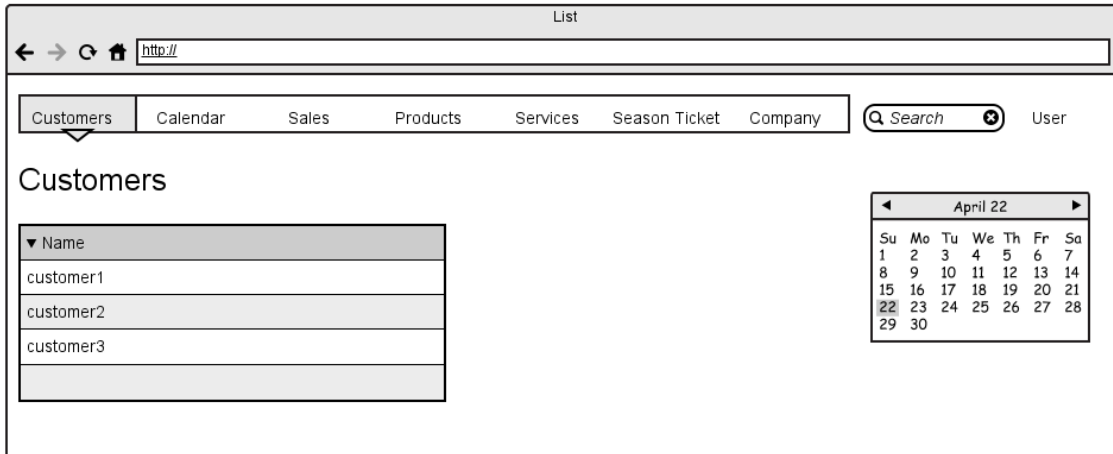 List
http://
Customers Calendar Sales Products Services Season Ticket Company Search User
Customers
Name
customer1
customer2
customer3
April 22
Su Mo Tu We Th Fr Sa
1 2 3 4 5 6 7
8 9 10 11 12 13 14
15 16 17 18 19 20 21
22 23 24 25 26 27 28
29 30